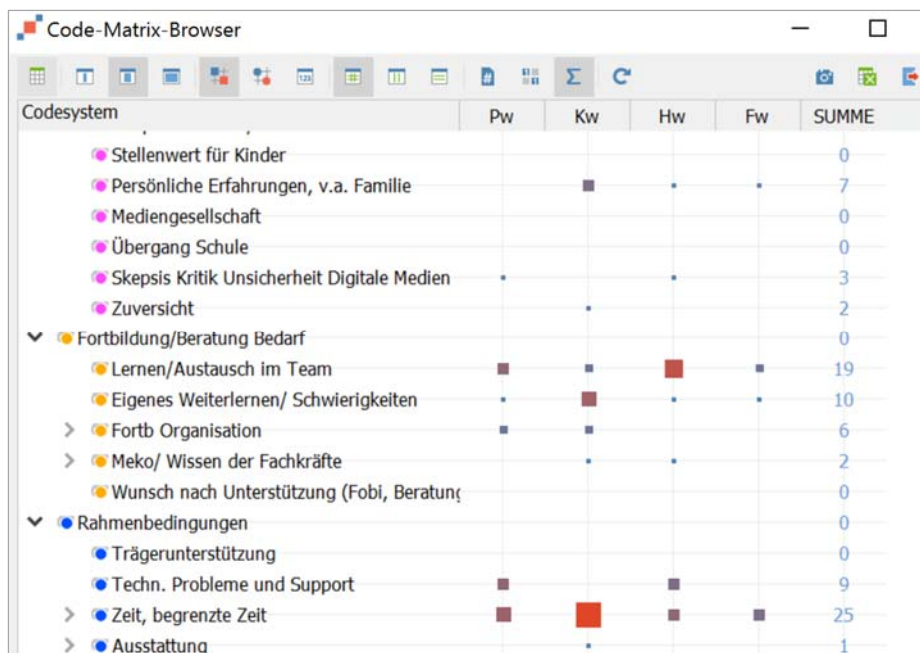 Code-Matrix-Browser
Codesystem Pw Kw Hw Fw SUMME
Stellenwert für Kinder 0
Persönliche Erfahrungen, v.a. Familie 7
Mediengesellschaft 0
Übergang Schule 0
Skepsis Kritik Unsicherheit Digitale Medien 3
Zuversicht 2
Fortbildung/Beratung Bedarf 0
Lernen/Austausch im Team 19
Eigenes Weiterlernen/ Schwierigkeiten 10
Fortb Organisation 6
Meko/ Wissen der Fachkräfte 2
Wunsch nach Unterstützung (Fobi, Beratung 0
Rahmenbedingungen 0
Trägerunterstützung 0
Techn. Probleme und Support 9
Zeit, begrenzte Zeit 25
Ausstattung 1